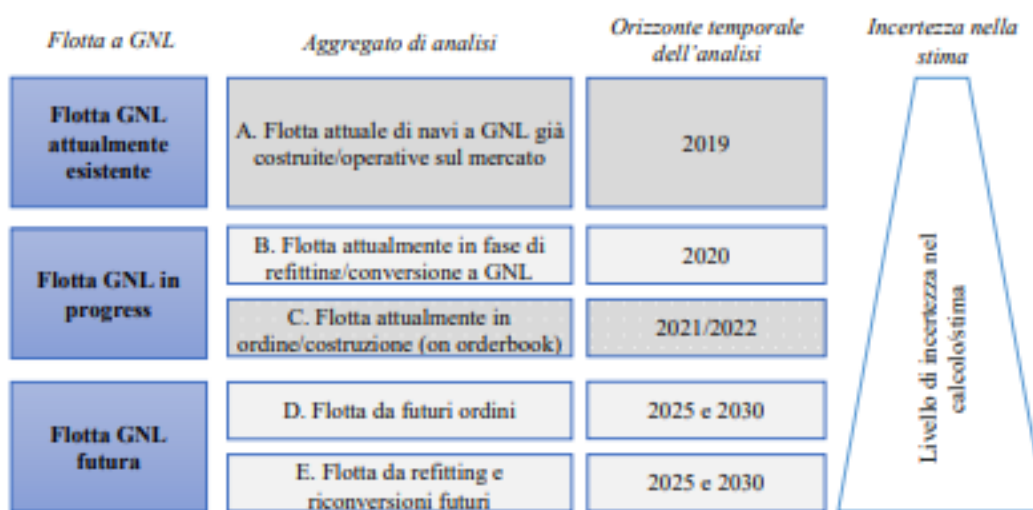 Flotta a GNL
Aggregato di analisi
Orizzonte temporale
dell'analisi
Incertezza nella
stima
Flotta GNL
attualmente
esistente
A. Flotta attuale di navi a GNL già
costruite/operative sul mercato
2019
Flotta GNL in
progress
B. Flotta attualmente in fase di
refitting/conversione a GNL
2020
C. Flotta attualmente in
ordine/costruzione (on orderbook)
2021/2022
Flotta GNL
futura
D. Flotta da futuri ordini
2025 e 2030
E. Flotta da refitting e
riconversioni futuri
2025 e 2030
Livello di incertezza nel
calcolo/stima